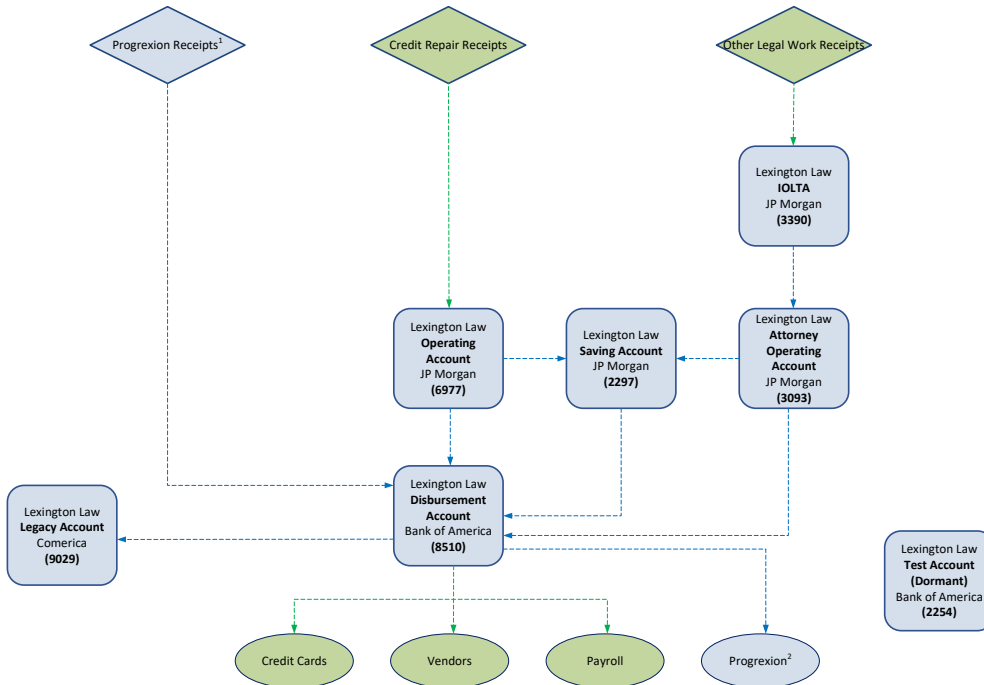 Progrexion Receipts1
Credit Repair Receipts
Other Legal Work Receipts
Lexington Law
IOLTA
JP Morgan
(3390)
Lexington Law
Operating
Account
JP Morgan
(6977)
Lexington Law
Saving Account
JP Morgan
(2297)
Lexington Law
Attorney
Operating
Account
JP Morgan
(3093)
Lexington Law
Legacy Account
Comerica
(9029)
Lexington Law
Disbursement
Account
Bank of America
(8510)
Lexington Law
Test Account
(Dormant)
Bank of America
(2254)
Credit Cards
Vendors
Payroll
Progrexion2